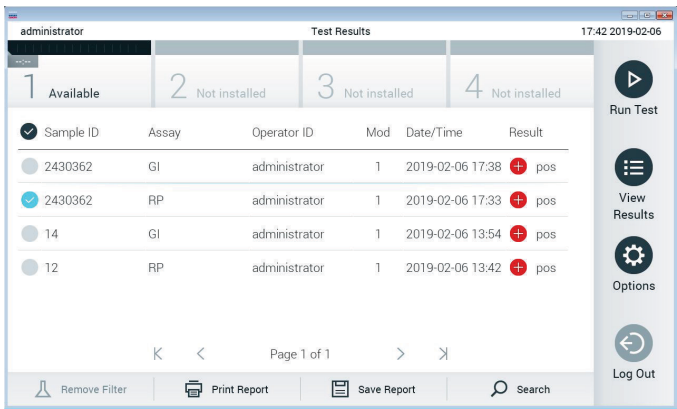 administrator Test Results 17:42 2019-02-06
--:--
1 Available 2 Not installed 3 Not installed 4 Not installed
Run Test
Sample ID Assay Operator ID Mod Date/Time Result
2430362 GI administrator 1 2019-02-06 17:38 pos
2430362 RP administrator 1 2019-02-06 17:33 pos
View
Results
14 GI administrator 1 2019-02-06 13:54 pos
12 RP administrator 1 2019-02-06 13:42 pos
Options
Page 1 of 1
Log Out
Remove Filter Print Report Save Report Search